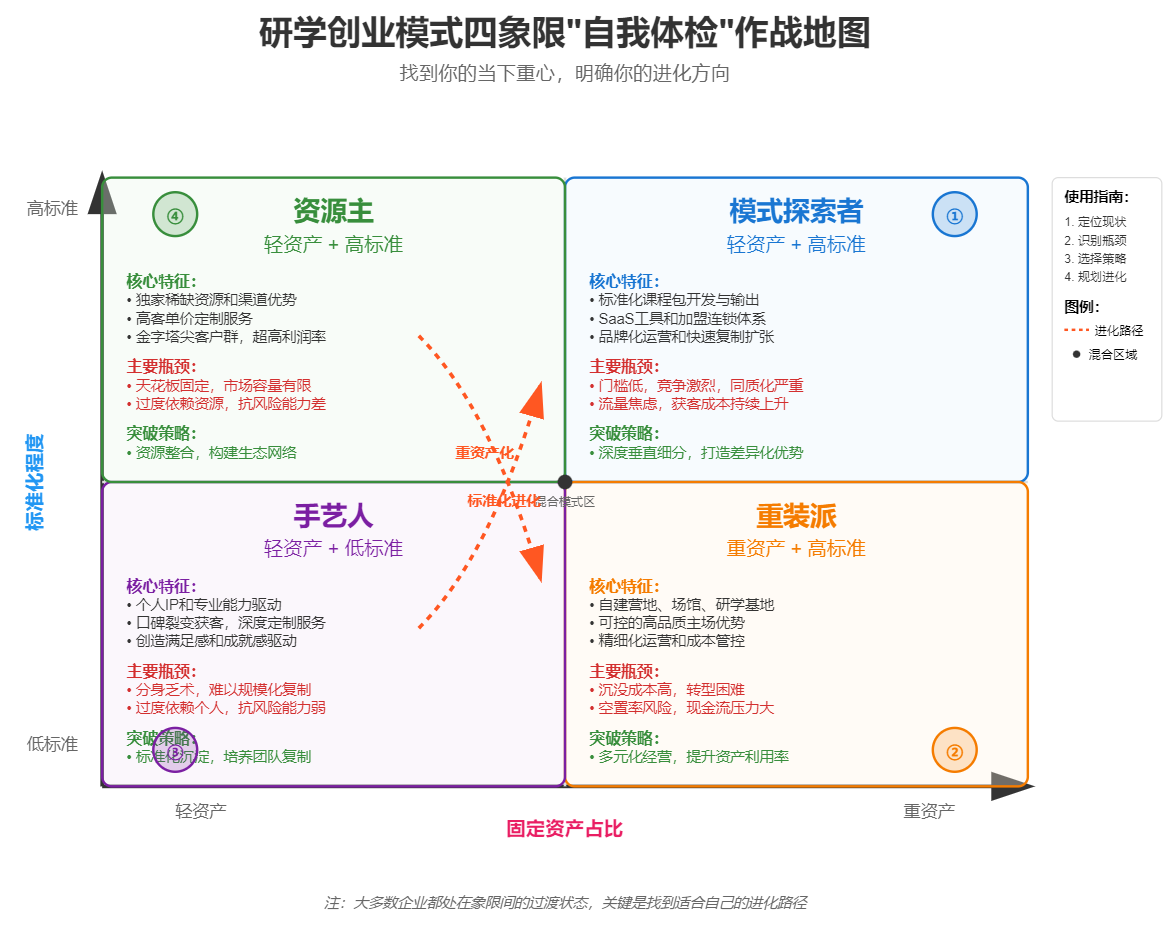 研学创业模式四象限"自我体检"作战地图
找到你的当下重心，明确你的进化方向
高标准
标准化程度
低标准
④
资源主
轻资产 + 高标准
核心特征：
• 独家稀缺资源和渠道优势
• 高客单价定制服务
• 金字塔尖客户群，超高利润率
主要瓶颈：
• 天花板固定，市场容量有限
• 过度依赖资源，抗风险能力差
突破策略：
• 资源整合，构建生态网络
模式探索者
①
轻资产 + 高标准
核心特征：
• 标准化课程包开发与输出
• SaaS工具和加盟连锁体系
• 品牌化运营和快速复制扩张
主要瓶颈：
• 门槛低，竞争激烈，同质化严重
• 流量焦虑，获客成本持续上升
突破策略：
• 深度垂直细分，打造差异化优势
重资产化
标准化进化
混合模式区
手艺人
轻资产 + 低标准
核心特征：
• 个人IP和专业能力驱动
• 口碑裂变获客，深度定制服务
• 创造满足感和成就感驱动
主要瓶颈：
• 分身乏术，难以规模化复制
• 过度依赖个人，抗风险能力弱
突破策略：
• 标准化沉淀，培养团队复制
③
重装派
重资产 + 高标准
核心特征：
• 自建营地、场馆、研学基地
• 可控的高品质主场优势
• 精细化运营和成本管控
主要瓶颈：
• 沉没成本高，转型困难
• 空置率风险，现金流压力大
突破策略：
• 多元化经营，提升资产利用率
②
轻资产
重资产
固定资产占比
使用指南：
1. 定位现状
2. 识别瓶颈
3. 选择策略
4. 规划进化
图例：
进化路径
混合区域
注：大多数企业都处在象限间的过渡状态，关键是找到适合自己的进化路径